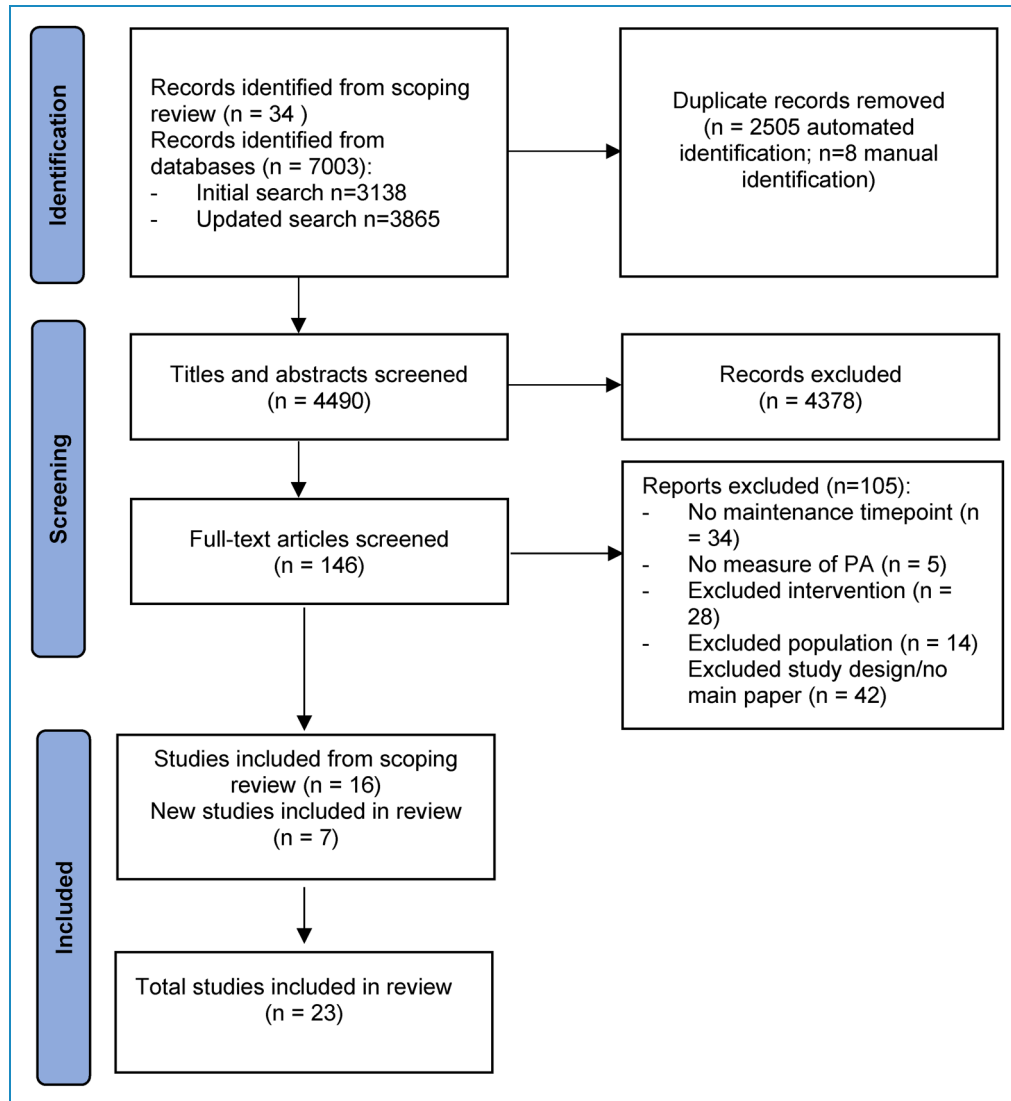 Identification
Records identified from scoping
review (n = 34 )
Records identified from
databases (n = 7003):
- Initial search n=3138
- Updated search n=3865
Duplicate records removed
(n = 2505 automated
identification; n=8 manual
identification)
Screening
Titles and abstracts screened
(n = 4490)
Records excluded
(n = 4378)
Full-text articles screened
(n = 146)
Reports excluded (n=105):
- No maintenance timepoint (n
= 34)
- No measure of PA (n = 5)
- Excluded intervention (n =
28)
- Excluded population (n = 14)
Excluded study design/no
main paper (n = 42)
Included
Studies included from scoping
review (n = 16)
New studies included in review
(n = 7)
Total studies included in review
(n = 23)